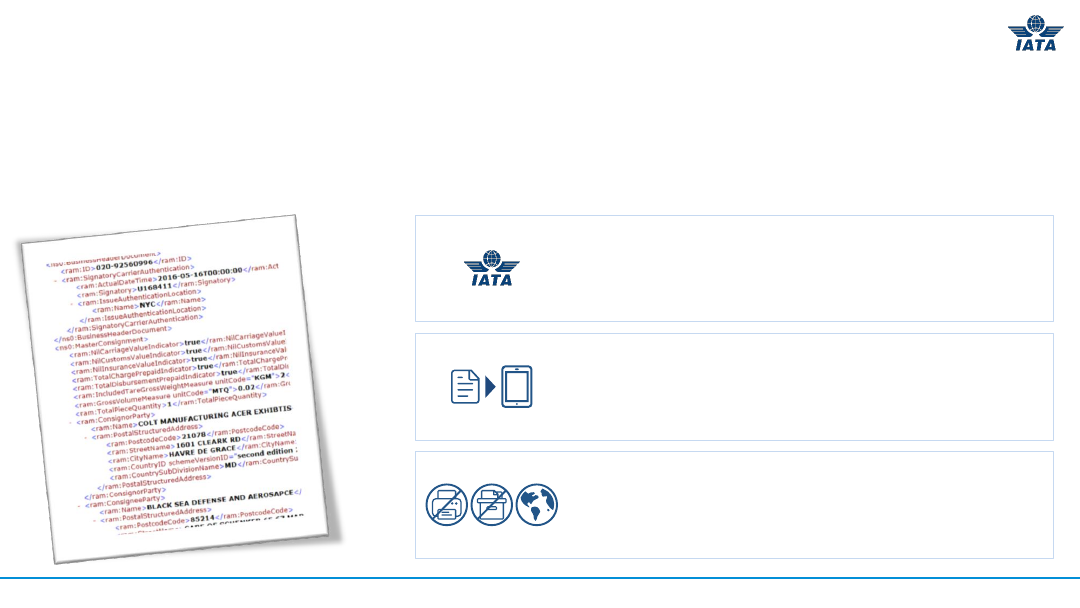 IATA
</ns0:BusinessHeaderDocument>
<ram:ID>020-92560996</ram:ID>
- <ram:SignatoryCarrierAuthentication>
<ram:ActualDateTime>2016-05-16T00:00:00</ram:Act
<ram:Signatory>U168411</ram:Signatory>
- <ram:IssueAuthenticationLocation>
<ram:Name>NYC</ram:Name>
</ram:IssueAuthenticationLocation>
</ram:SignatoryCarrierAuthentication>
</ns0:BusinessHeaderDocument>
<ns0:MasterConsignment>
<ram:NilCarriageValueIndicator>true</ram:NilCarriageValueI
<ram:NilCustomsValueIndicator>true</ram:NilCustomsV
<ram:NilInsuranceValueIndicator>true</ram:NilInsuranceVal
<ram:TotalChargePrepaidIndicator>true</ram:TotalChargePr
<ram:TotalDisbursementPrepaidIndicator>true</ram:TotalDis
<ram:IncludedTareGrossWeightMeasure unitCode="KGM">2<
<ram:GrossVolumeMeasure unitCode="MTQ">0.02</ram:Gro
<ram:TotalPieceQuantity>1</ram:TotalPieceQuantity>
- <ram:ConsignorParty>
<ram:Name>COLT MANUFACTURING ACER EXHIBTIS
- <ram:PostalStructuredAddress>
<ram:PostcodeCode>21078</ram:PostcodeCode>
<ram:StreetName>1601 CLEARK RD</ram:StreetNa
<ram:CityName>HAVRE DE GRACE</ram:CityName>
<ram:CountryID schemeVersionID="second edition
<ram:CountrySubDivisionName>MD</ram:CountrySu
</ram:PostalStructuredAddress>
</ram:ConsignorParty>
- <ram:ConsigneeParty>
<ram:Name>BLACK SEA DEFENSE AND AEROSAPCE</
- <ram:PostalStructuredAddress>
<ram:PostcodeCode>85214</ram:PostcodeCode>
IATA